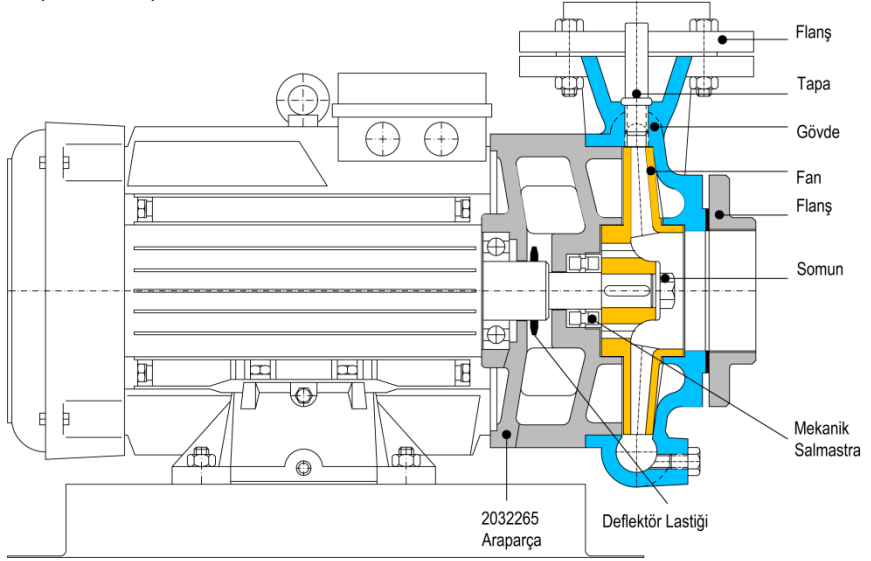 Flanş
Tapa
Gövde
Fan
Flanş
Somun
Mekanik
Salmastra
Deflektör Lastiği
2032265
Araparça